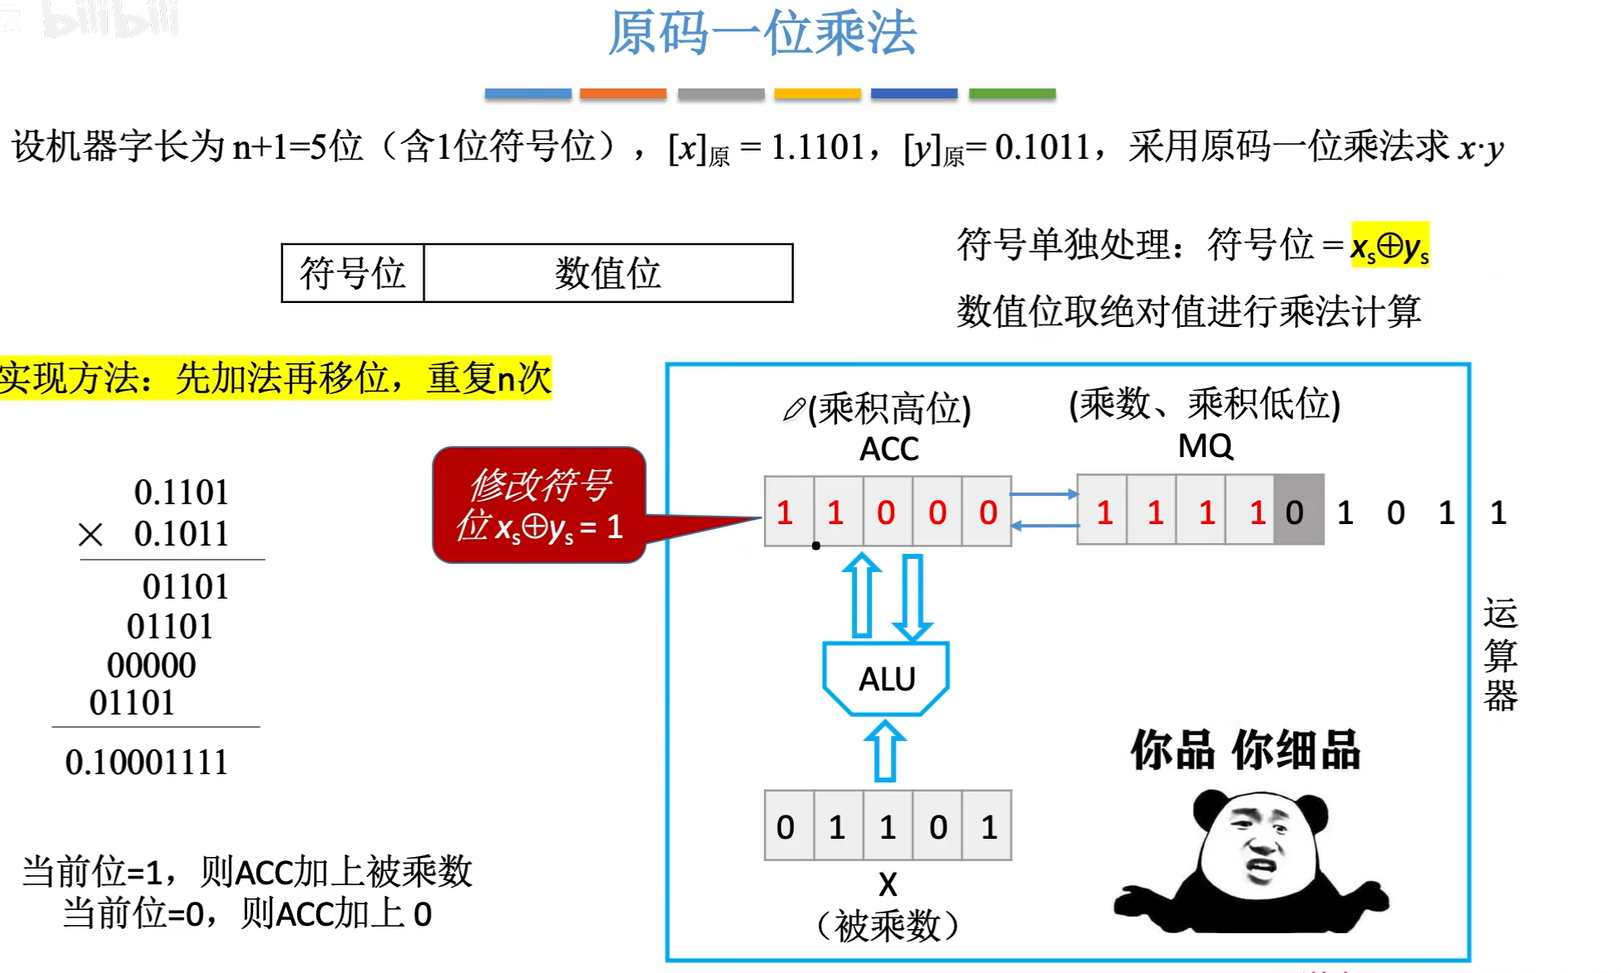 bilibili
原码一位乘法
设机器字长为 n+1=5位（含1位符号位），[x]原 = 1.1101，[y]原= 0.1011，采用原码一位乘法求 x·y
符号位 数值位
符号单独处理：符号位 = xs⊕ys
数值位取绝对值进行乘法计算
实现方法：先加法再移位，重复n次
(乘积高位)
ACC
(乘数、乘积低位)
MQ
修改符号
位 xs⊕ys = 1
1 1 0 0 0
1 1 1 1 0 1 0 1 1
0.1101
× 0.1011
01101
01101
00000
01101
0.10001111
ALU
运
算
器
你品 你细品
0 1 1 0 1
X
（被乘数）
当前位=1，则ACC加上被乘数
当前位=0，则ACC加上 0